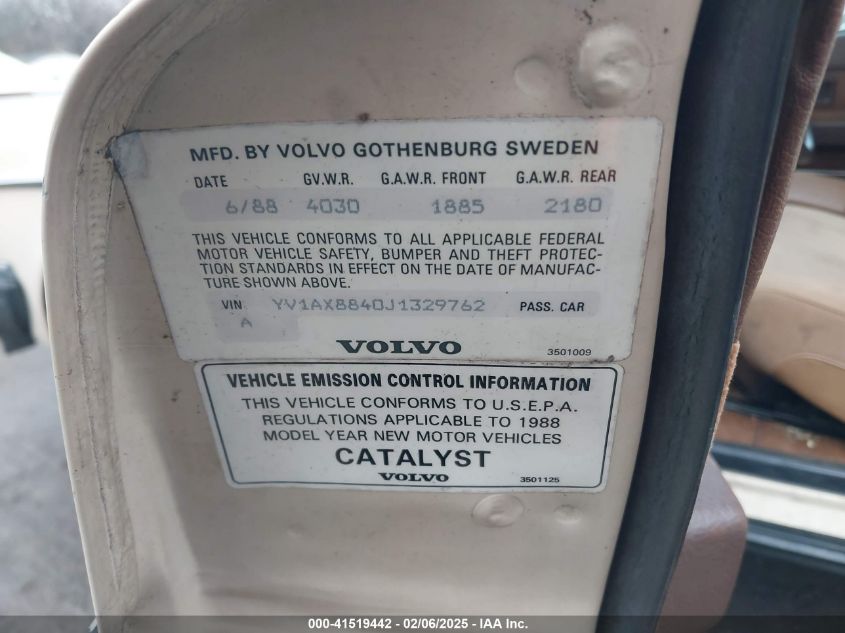 MFD. BY VOLVO GOTHENBURG SWEDEN
DATE GV.W.R. G.A.W.R. FRONT G.A.W.R. REAR
6/88 4030 1885 2180
THIS VEHICLE CONFORMS TO ALL APPLICABLE FEDERAL
MOTOR VEHICLE SAFETY, BUMPER AND THEFT PROTEC-
TION STANDARDS IN EFFECT ON THE DATE OF MANUFAC-
TURE SHOWN ABOVE.
VIN YV1AX8840J1329762 PASS. CAR
A
VOLVO
3501009
VEHICLE EMISSION CONTROL INFORMATION
THIS VEHICLE CONFORMS TO U.S.E.P.A.
REGULATIONS APPLICABLE TO 1988
MODEL YEAR NEW MOTOR VEHICLES
CATALYST
VOLVO
3501125
000-41519442 - 02/06/2025 - IAA Inc.